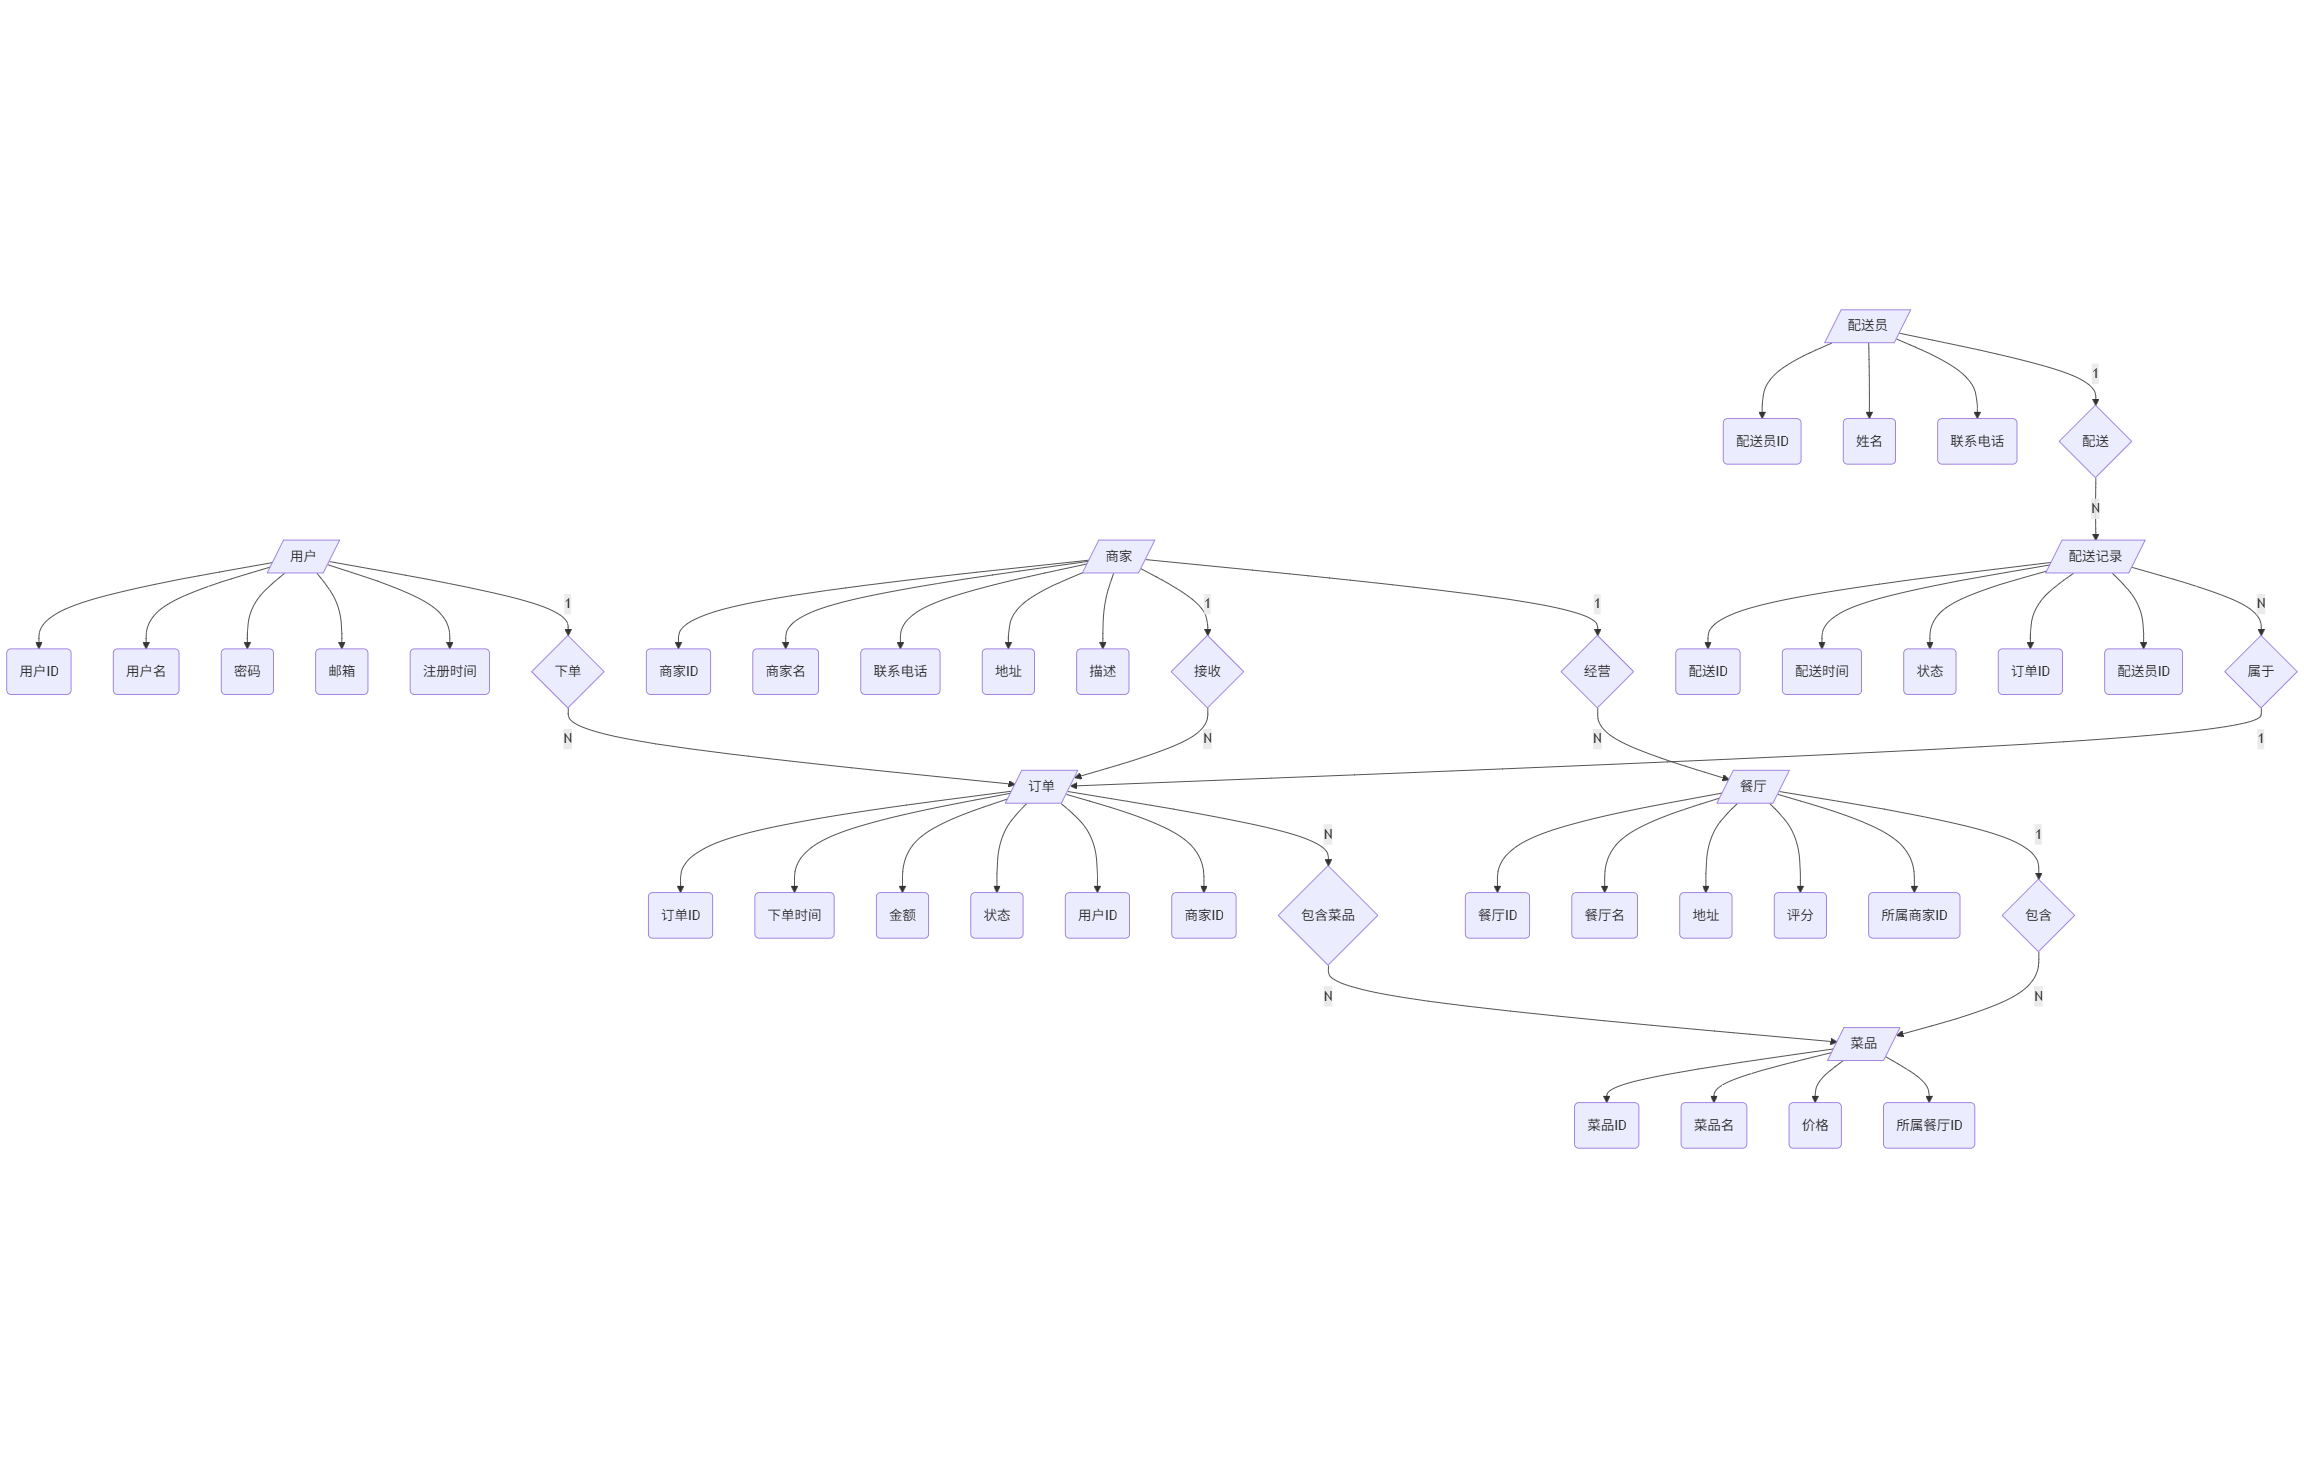 配送员
1
配送员ID
姓名
联系电话
配送
N
用户
商家
配送记录
1
1
1
N
用户ID
用户名
密码
邮箱
注册时间
下单
商家ID
商家名
联系电话
地址
描述
接收
经营
配送ID
配送时间
状态
订单ID
配送员ID
属于
N
N
N
1
订单
餐厅
N
1
订单ID
下单时间
金额
状态
用户ID
商家ID
包含菜品
餐厅ID
餐厅名
地址
评分
所属商家ID
包含
N
N
菜品
菜品ID
菜品名
价格
所属餐厅ID